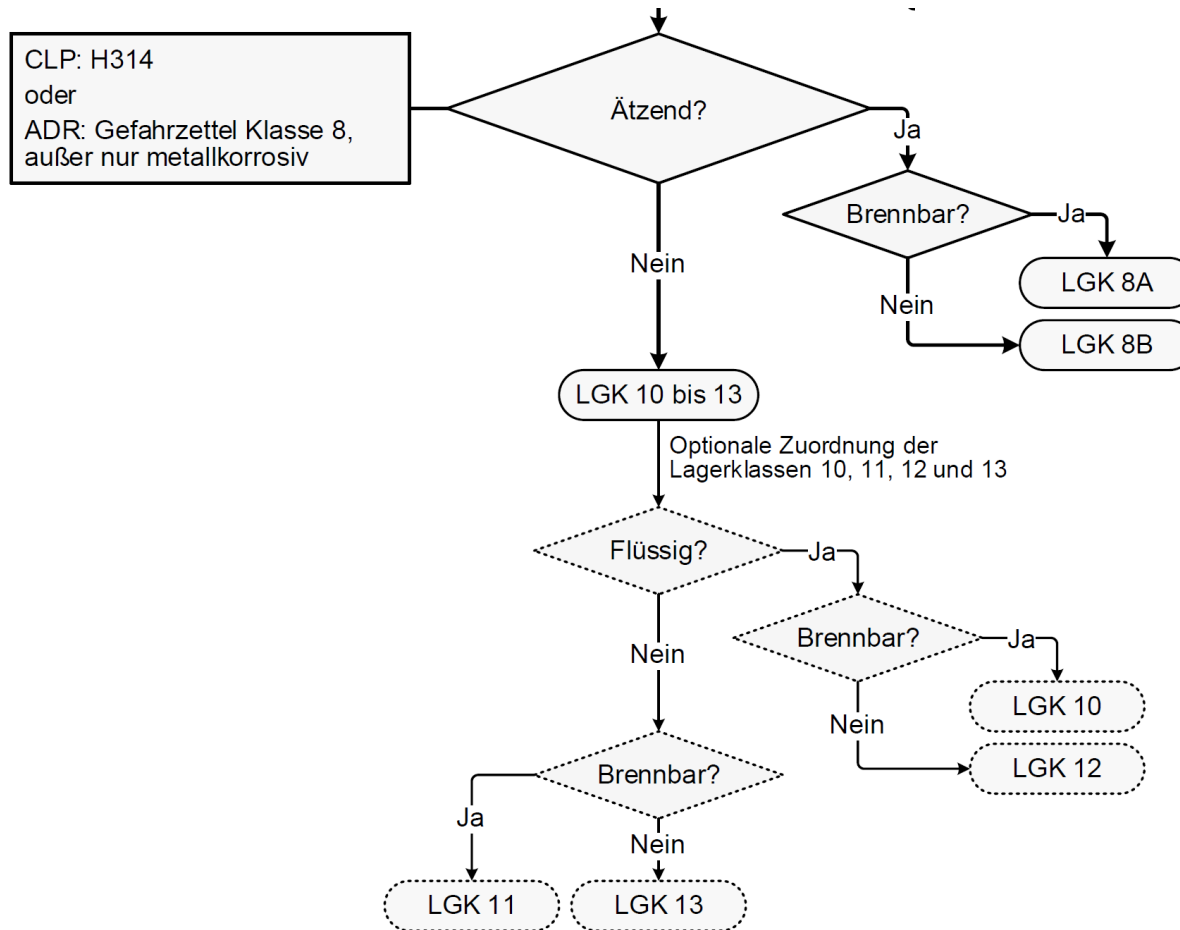 CLP: H314
oder
ADR: Gefahrzettel Klasse 8,
außer nur metallkorrosiv
Ätzend?
Ja
Brennbar?
Ja
Nein
LGK 8A
Nein
LGK 8B
LGK 10 bis 13
Optionale Zuordnung der
Lagerklassen 10, 11, 12 und 13
Flüssig?
Ja
Brennbar?
Ja
Nein
LGK 10
Nein
LGK 12
Brennbar?
Ja
Nein
LGK 11
LGK 13